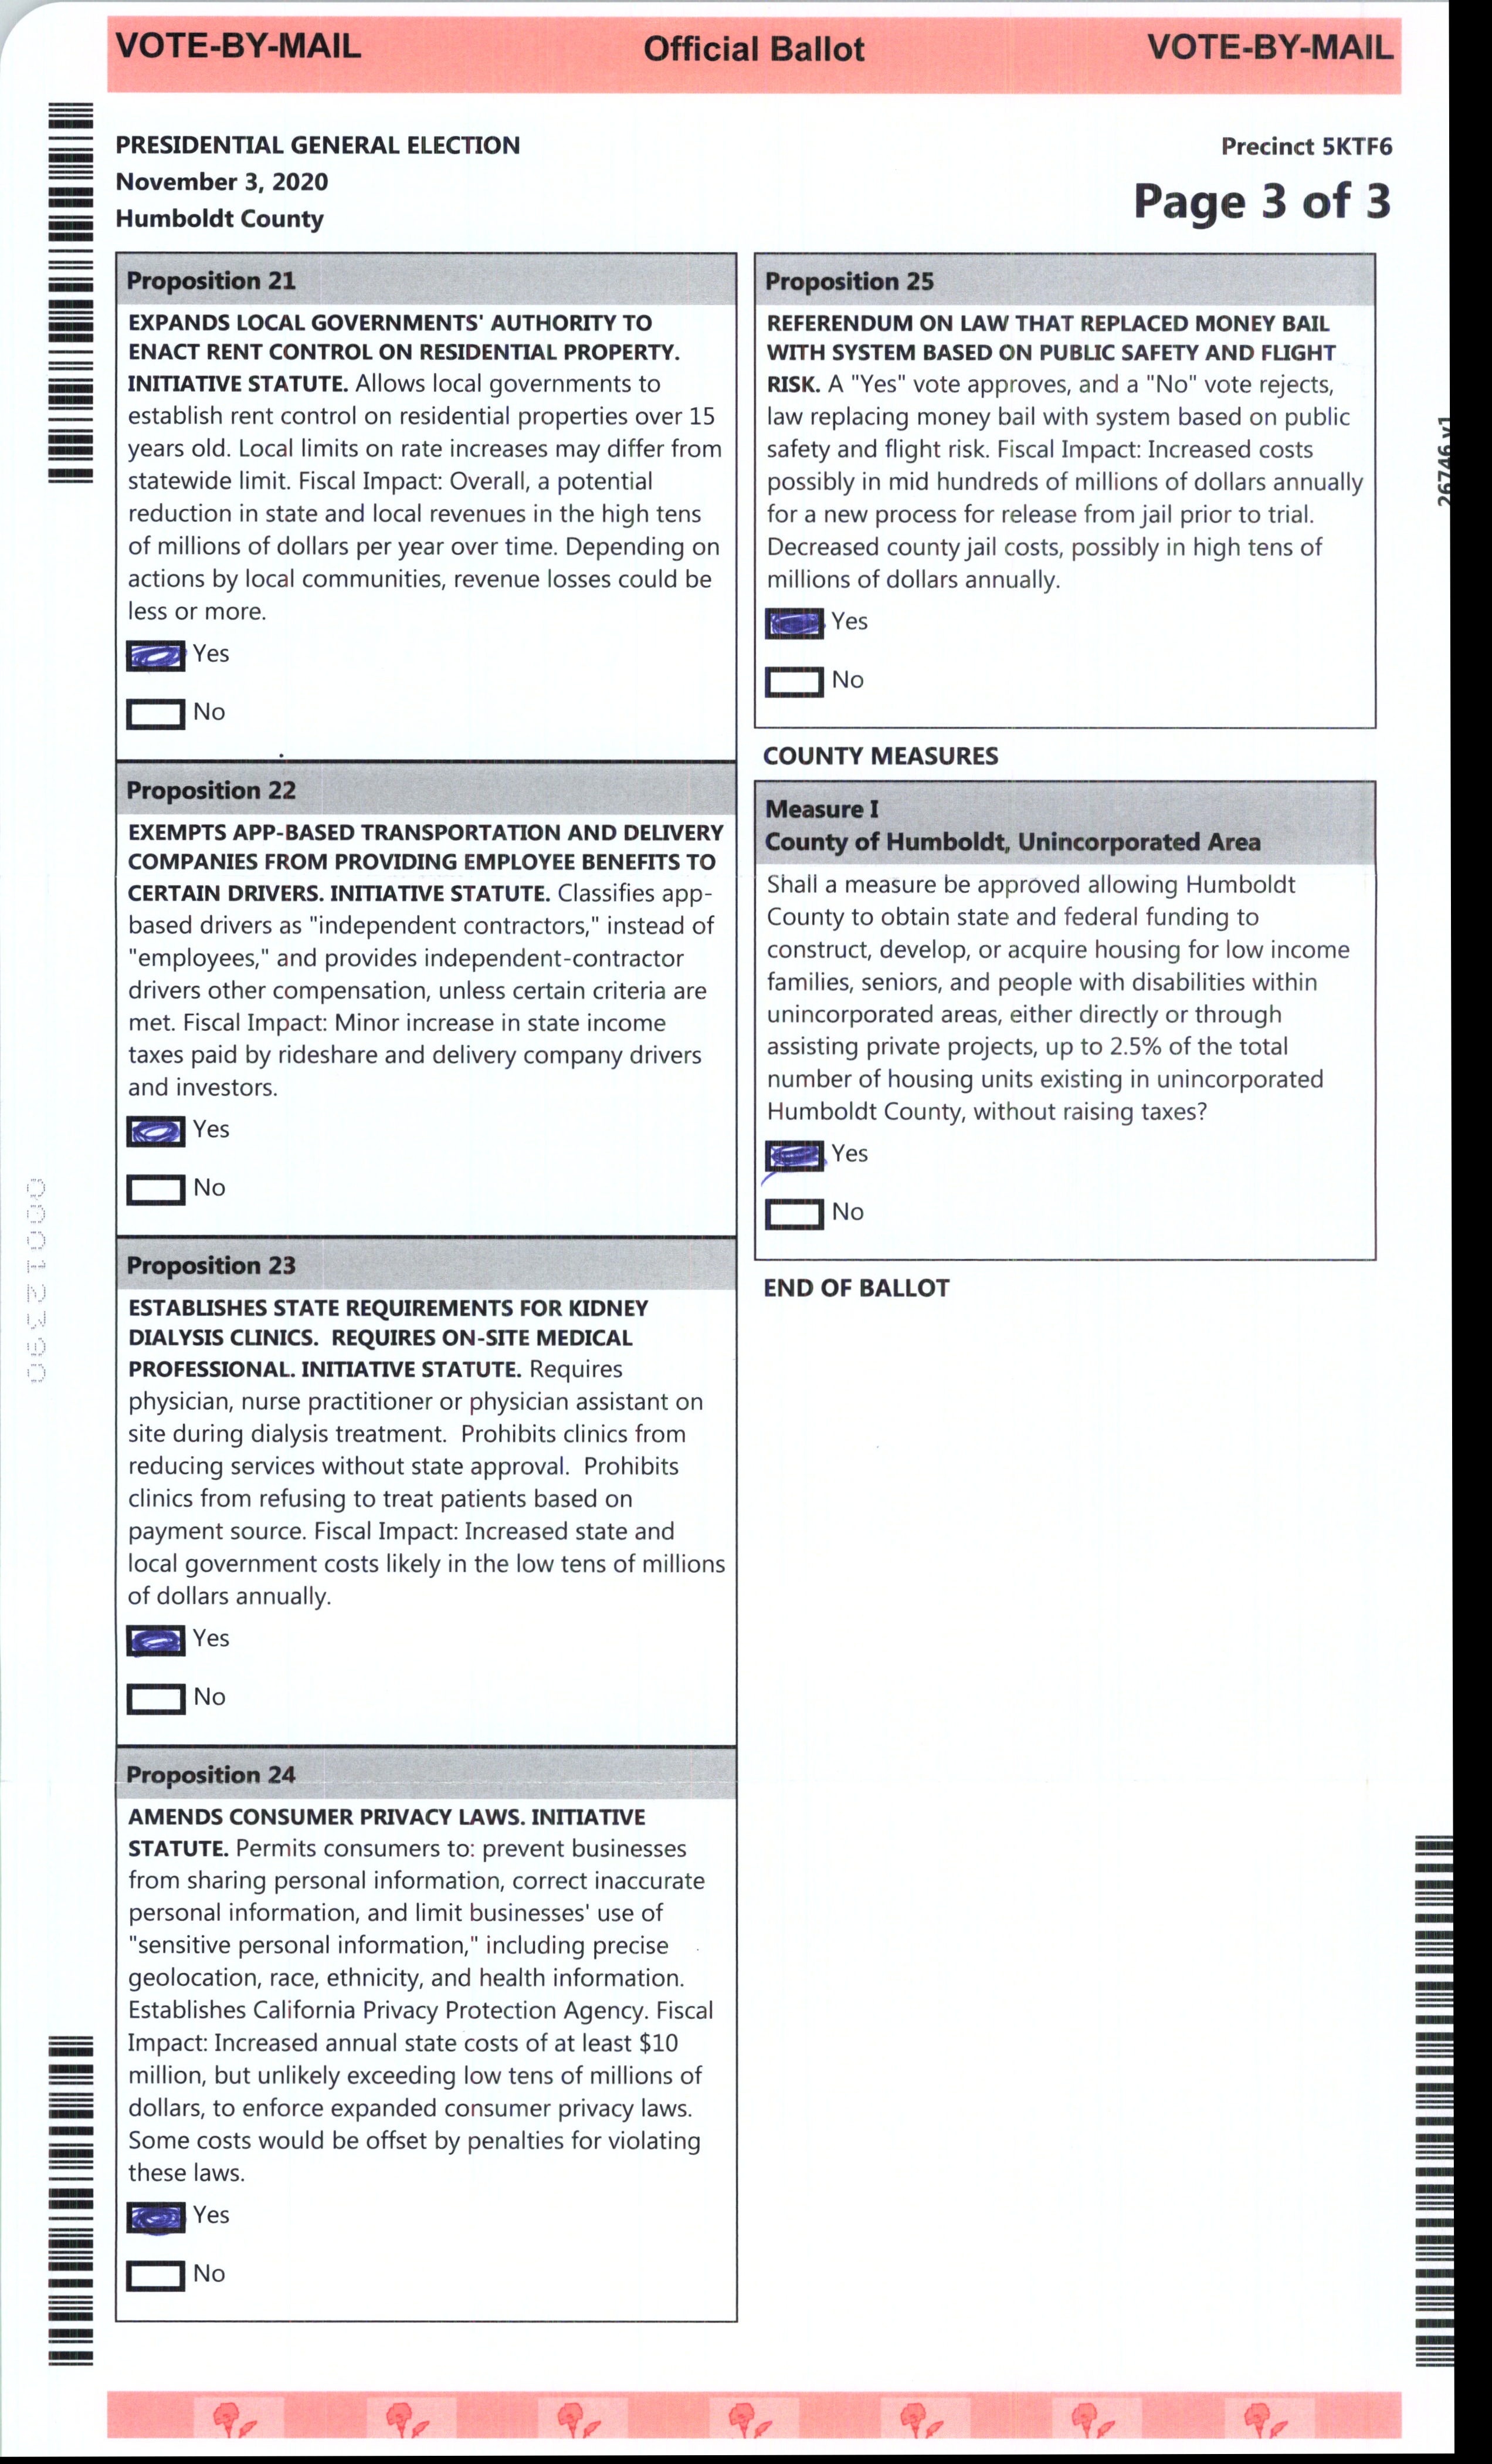 VOTE-BY-MAIL Official Ballot VOTE-BY-MAIL
PRESIDENTIAL GENERAL ELECTION
November 3, 2020
Humboldt County
Precinct 5KTF6
Page 3 of 3
Proposition 21
EXPANDS LOCAL GOVERNMENTS' AUTHORITY TO
ENACT RENT CONTROL ON RESIDENTIAL PROPERTY.
INITIATIVE STATUTE. Allows local governments to
establish rent control on residential properties over 15
years old. Local limits on rate increases may differ from
statewide limit. Fiscal Impact: Overall, a potential
reduction in state and local revenues in the high tens
of millions of dollars per year over time. Depending on
actions by local communities, revenue losses could be
less or more.
Yes
No
Proposition 22
EXEMPTS APP-BASED TRANSPORTATION AND DELIVERY
COMPANIES FROM PROVIDING EMPLOYEE BENEFITS TO
CERTAIN DRIVERS. INITIATIVE STATUTE. Classifies app-
based drivers as "independent contractors," instead of
"employees," and provides independent-contractor
drivers other compensation, unless certain criteria are
met. Fiscal Impact: Minor increase in state income
taxes paid by rideshare and delivery company drivers
and investors.
Yes
No
Proposition 23
ESTABLISHES STATE REQUIREMENTS FOR KIDNEY
DIALYSIS CLINICS. REQUIRES ON-SITE MEDICAL
PROFESSIONAL. INITIATIVE STATUTE. Requires
physician, nurse practitioner or physician assistant on
site during dialysis treatment. Prohibits clinics from
reducing services without state approval. Prohibits
clinics from refusing to treat patients based on
payment source. Fiscal Impact: Increased state and
local government costs likely in the low tens of millions
of dollars annually.
Yes
No
Proposition 24
AMENDS CONSUMER PRIVACY LAWS. INITIATIVE
STATUTE. Permits consumers to: prevent businesses
from sharing personal information, correct inaccurate
personal information, and limit businesses' use of
"sensitive personal information," including precise
geolocation, race, ethnicity, and health information.
Establishes California Privacy Protection Agency. Fiscal
Impact: Increased annual state costs of at least $10
million, but unlikely exceeding low tens of millions of
dollars, to enforce expanded consumer privacy laws.
Some costs would be offset by penalties for violating
these laws.
Yes
No
Proposition 25
REFERENDUM ON LAW THAT REPLACED MONEY BAIL
WITH SYSTEM BASED ON PUBLIC SAFETY AND FLIGHT
RISK. A "Yes" vote approves, and a "No" vote rejects,
law replacing money bail with system based on public
safety and flight risk. Fiscal Impact: Increased costs
possibly in mid hundreds of millions of dollars annually
for a new process for release from jail prior to trial.
Decreased county jail costs, possibly in high tens of
millions of dollars annually.
Yes
No
COUNTY MEASURES
Measure I
County of Humboldt, Unincorporated Area
Shall a measure be approved allowing Humboldt
County to obtain state and federal funding to
construct, develop, or acquire housing for low income
families, seniors, and people with disabilities within
unincorporated areas, either directly or through
assisting private projects, up to 2.5% of the total
number of housing units existing in unincorporated
Humboldt County, without raising taxes?
Yes
No
END OF BALLOT
26746 v1